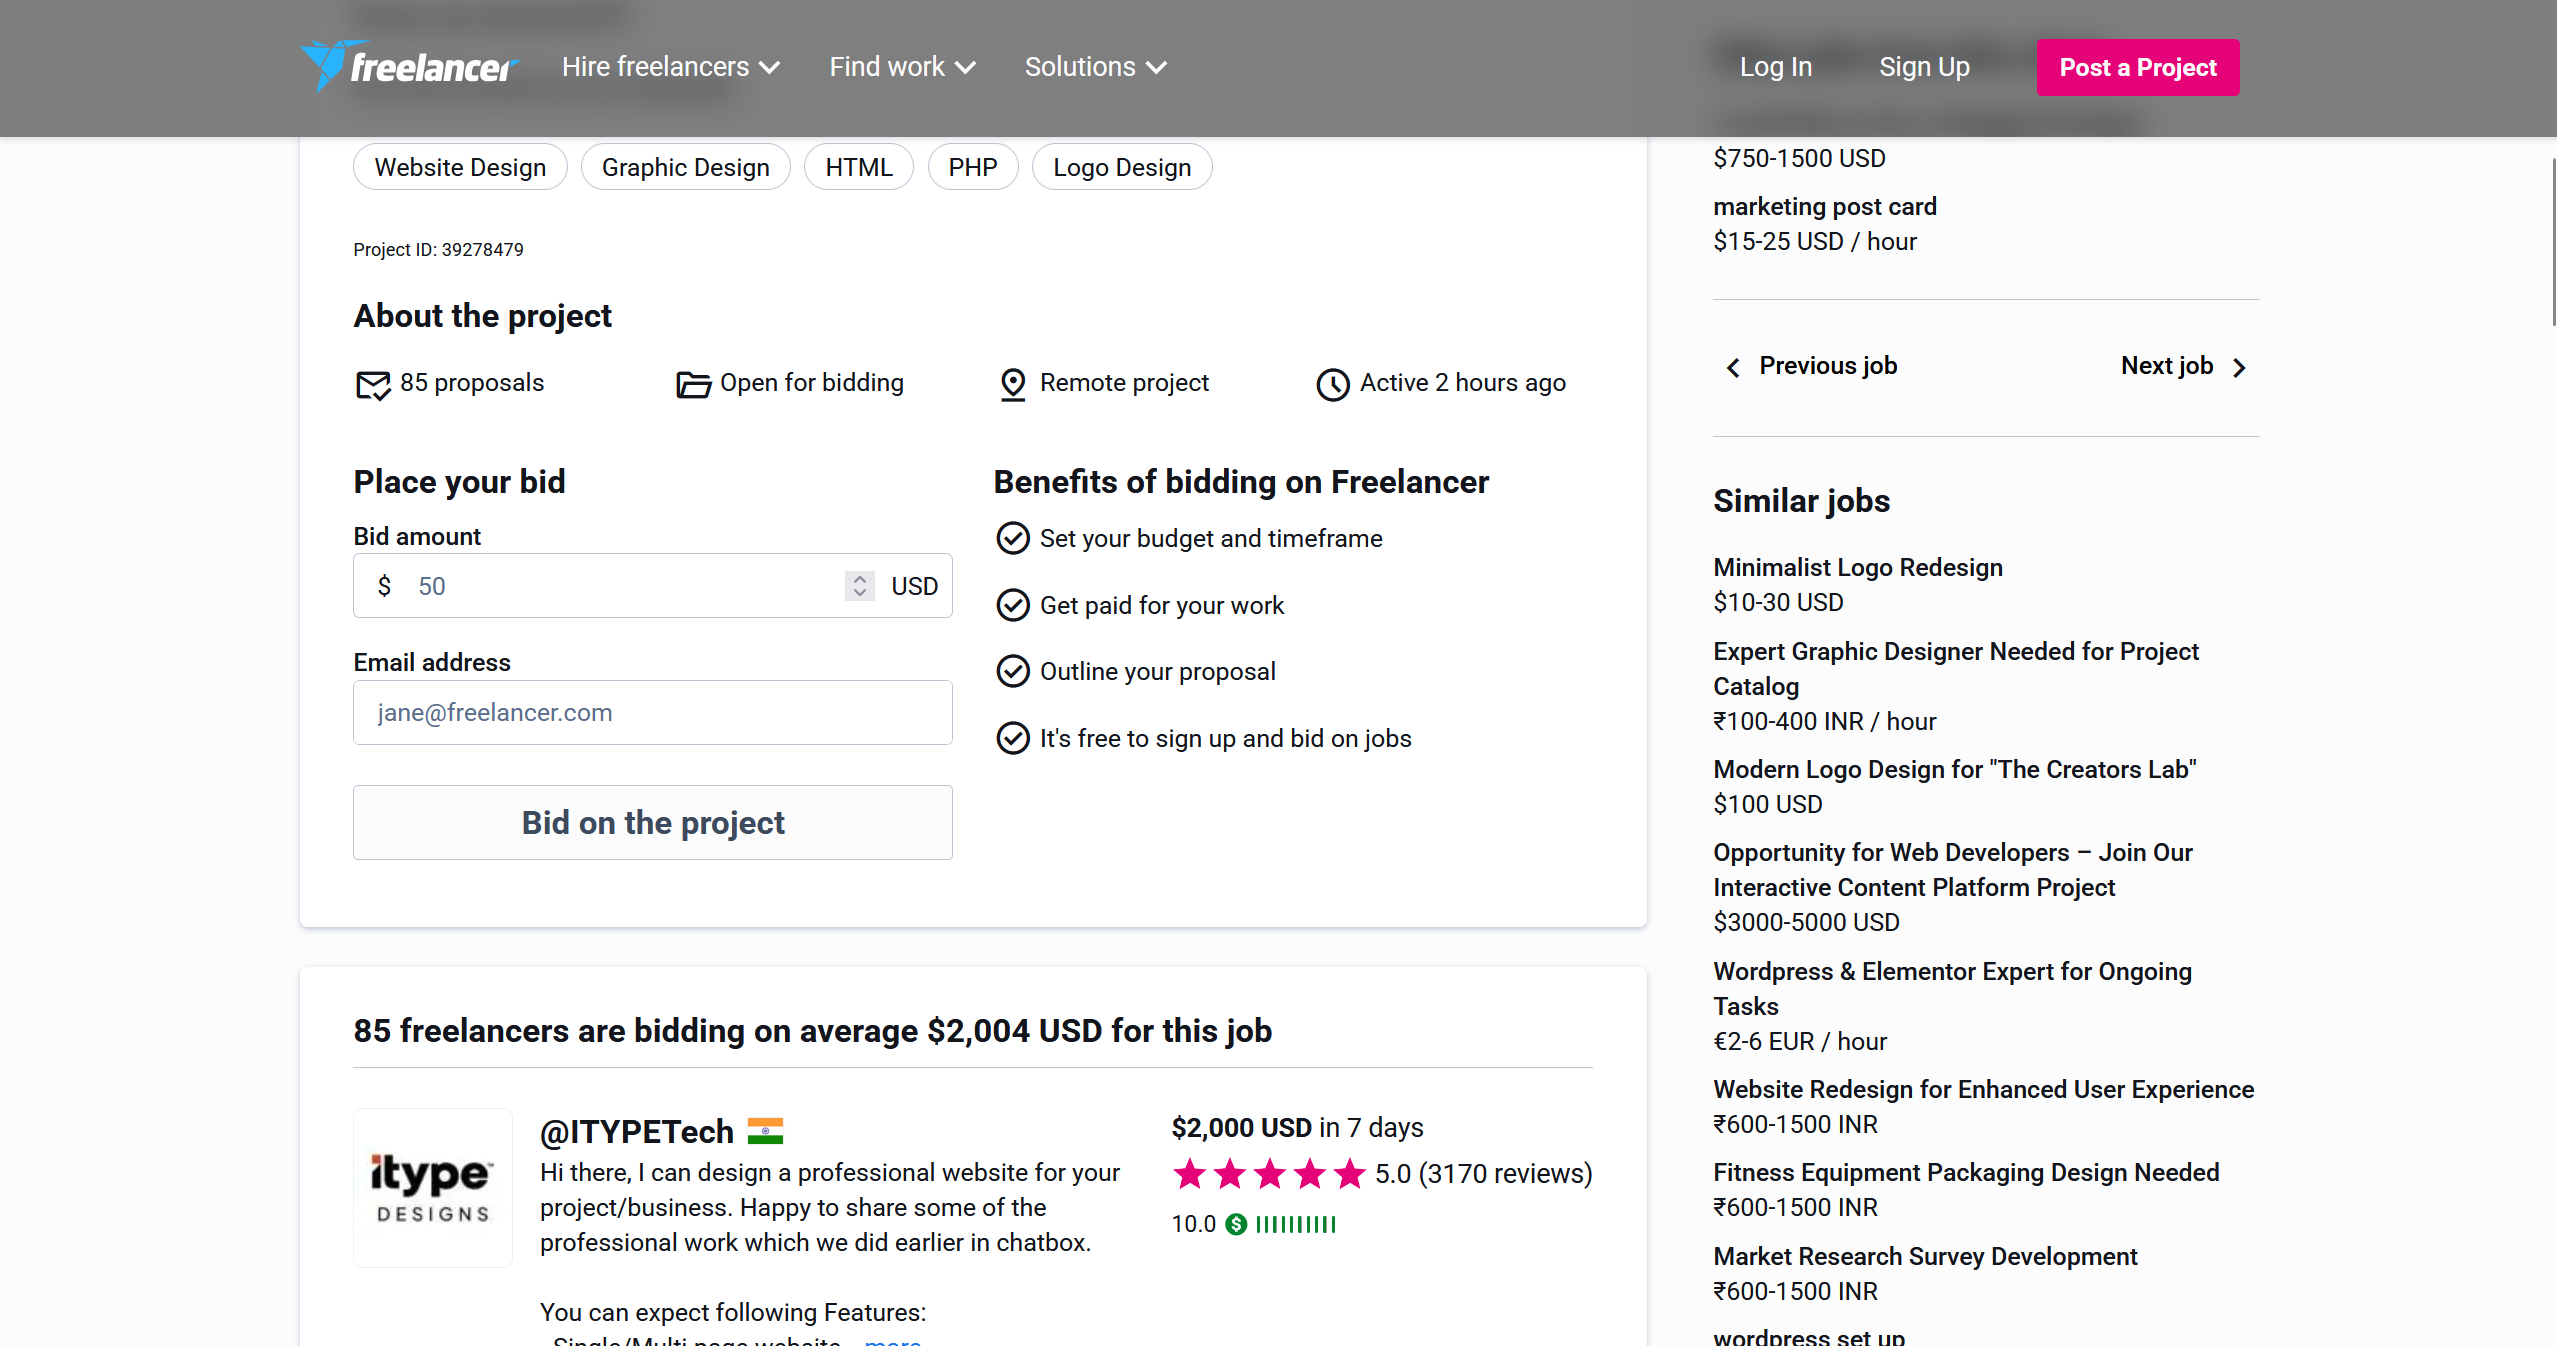 freelancer
Hire freelancers
Find work
Solutions
Log In
Sign Up
Post a Project
Website Design
Graphic Design
HTML
PHP
Logo Design
Project ID: 39278479
About the project
85 proposals
Open for bidding
Remote project
Active 2 hours ago
Place your bid
Bid amount
$ 50 USD
Email address
jane@freelancer.com
Bid on the project
Benefits of bidding on Freelancer
Set your budget and timeframe
Get paid for your work
Outline your proposal
It's free to sign up and bid on jobs
85 freelancers are bidding on average $2,004 USD for this job
itype
DESIGNS
@ITYPETech
Hi there, I can design a professional website for your
project/business. Happy to share some of the
professional work which we did earlier in chatbox.
You can expect following Features:
- Single/Multi page website... more
$2,000 USD in 7 days
5.0 (3170 reviews)
10.0
$750-1500 USD
marketing post card
$15-25 USD / hour
Previous job
Next job
Similar jobs
Minimalist Logo Redesign
$10-30 USD
Expert Graphic Designer Needed for Project
Catalog
₹100-400 INR / hour
Modern Logo Design for "The Creators Lab"
$100 USD
Opportunity for Web Developers – Join Our
Interactive Content Platform Project
$3000-5000 USD
Wordpress & Elementor Expert for Ongoing
Tasks
€2-6 EUR / hour
Website Redesign for Enhanced User Experience
₹600-1500 INR
Fitness Equipment Packaging Design Needed
₹600-1500 INR
Market Research Survey Development
₹600-1500 INR
wordpress set up